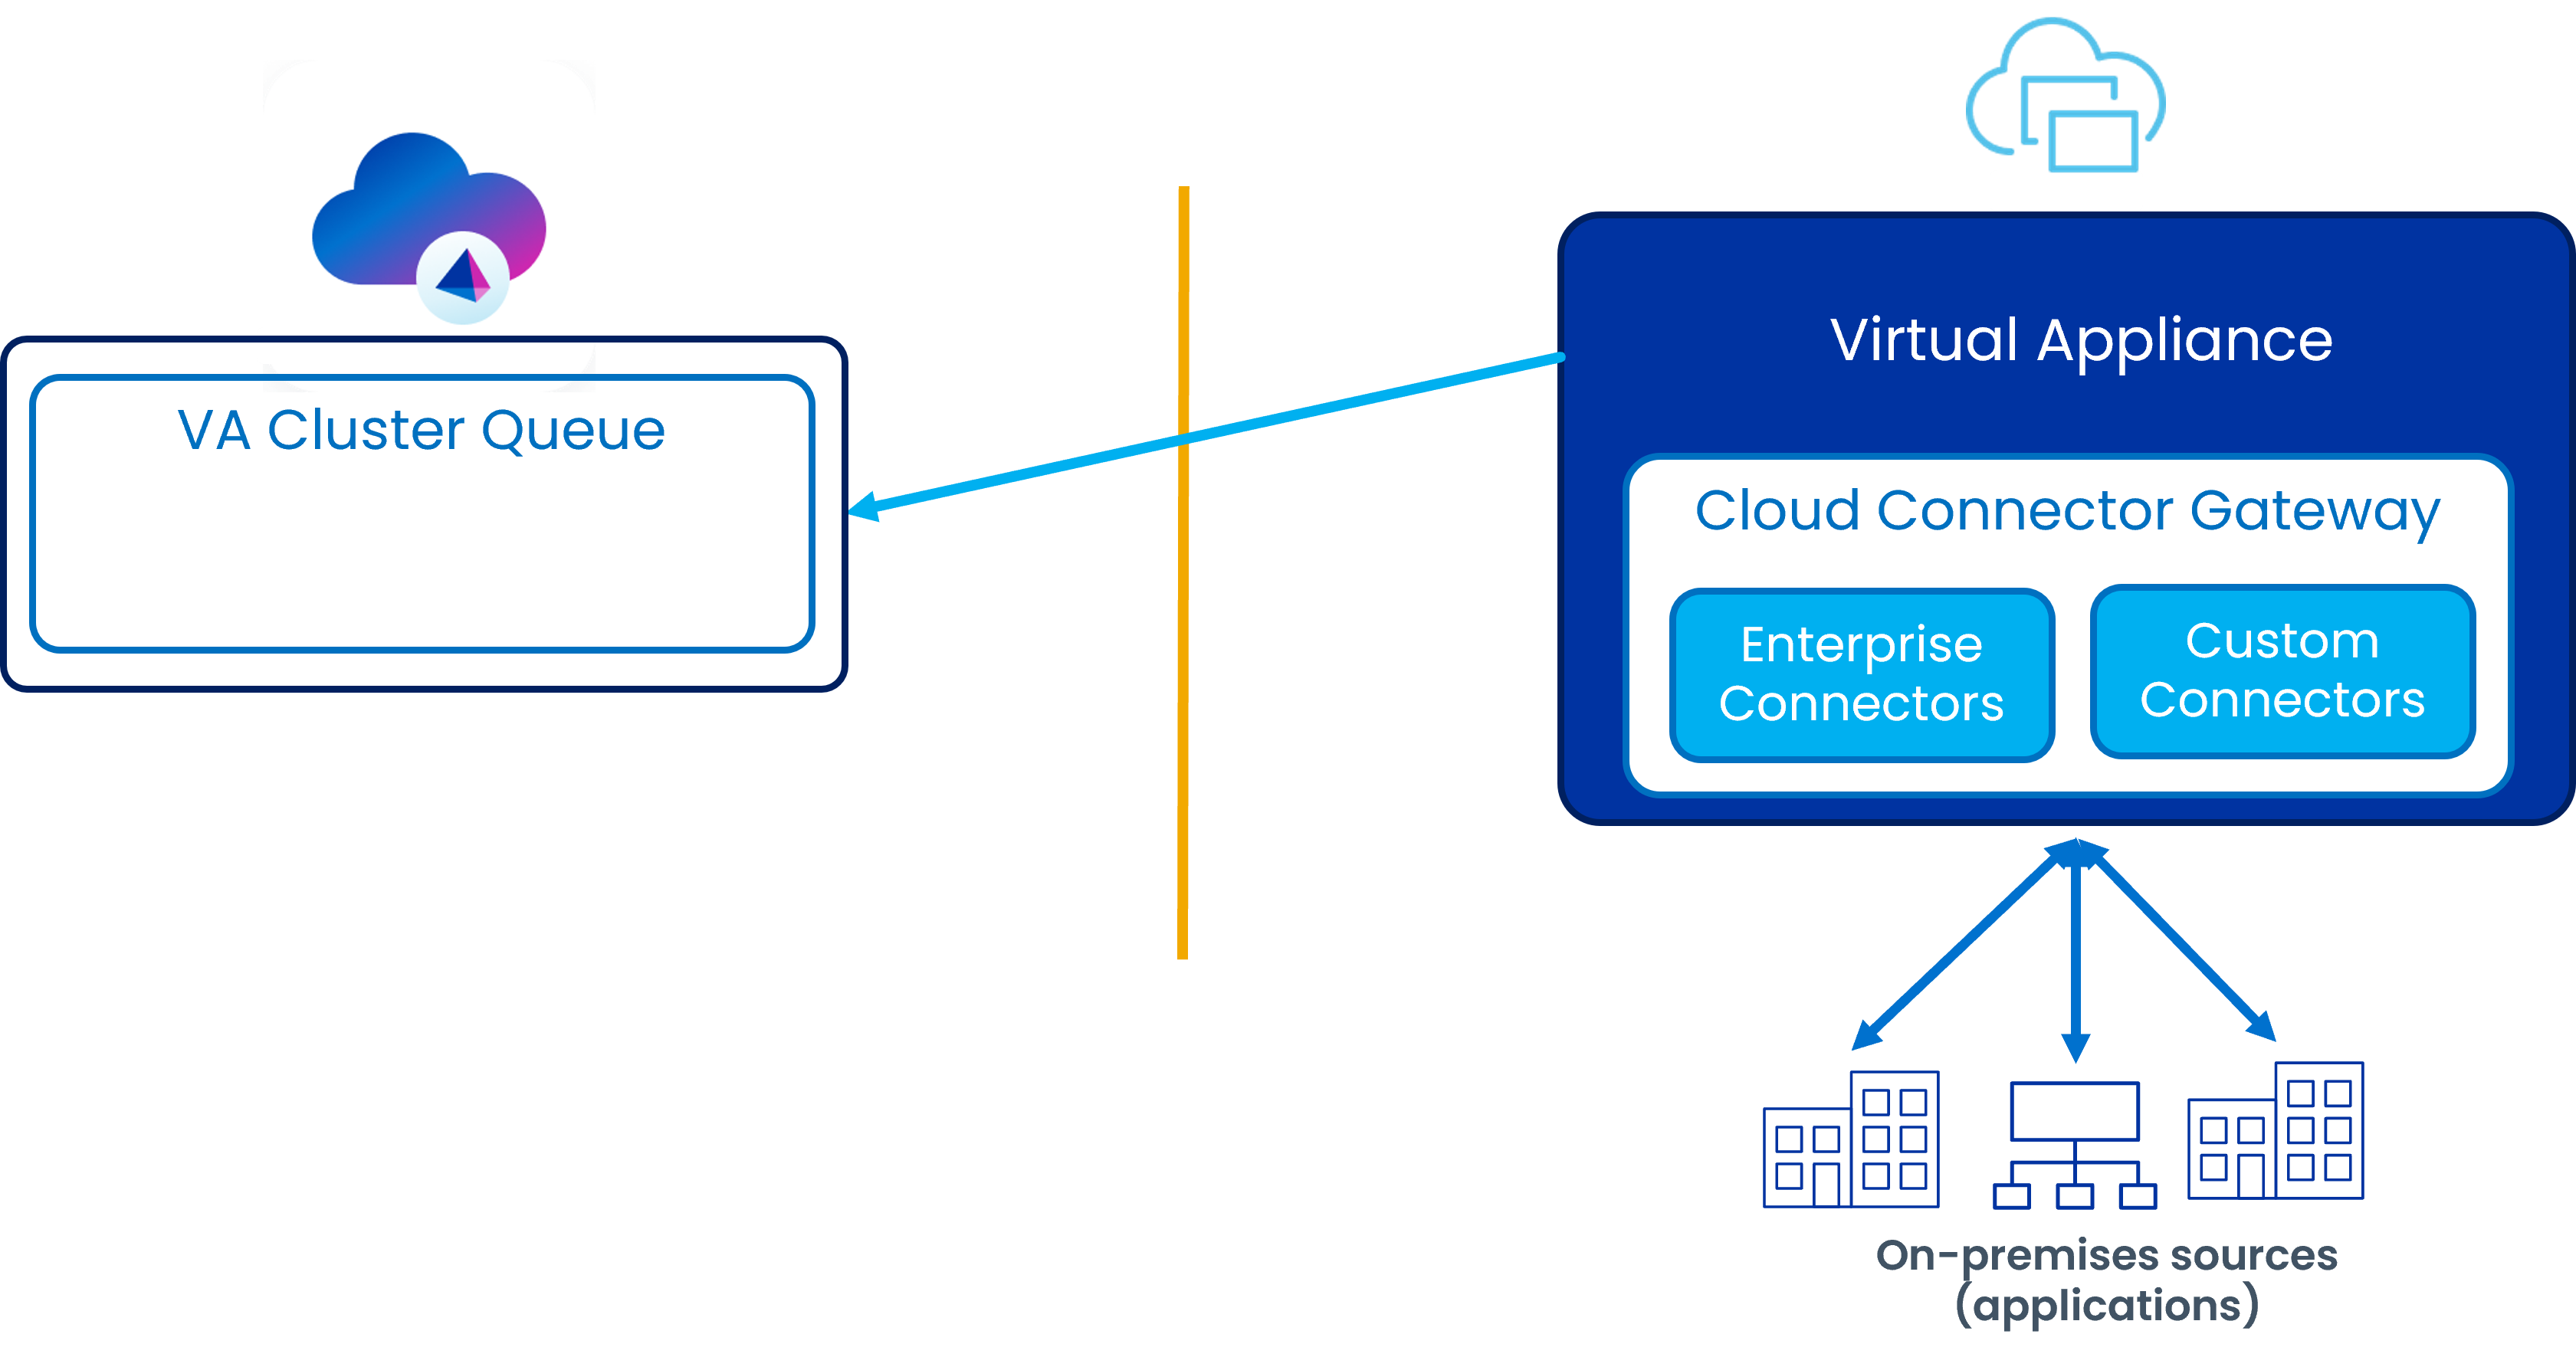 VA Cluster Queue
Virtual Appliance
Cloud Connector Gateway
Enterprise
Connectors
Custom
Connectors
On-premises sources
(applications)